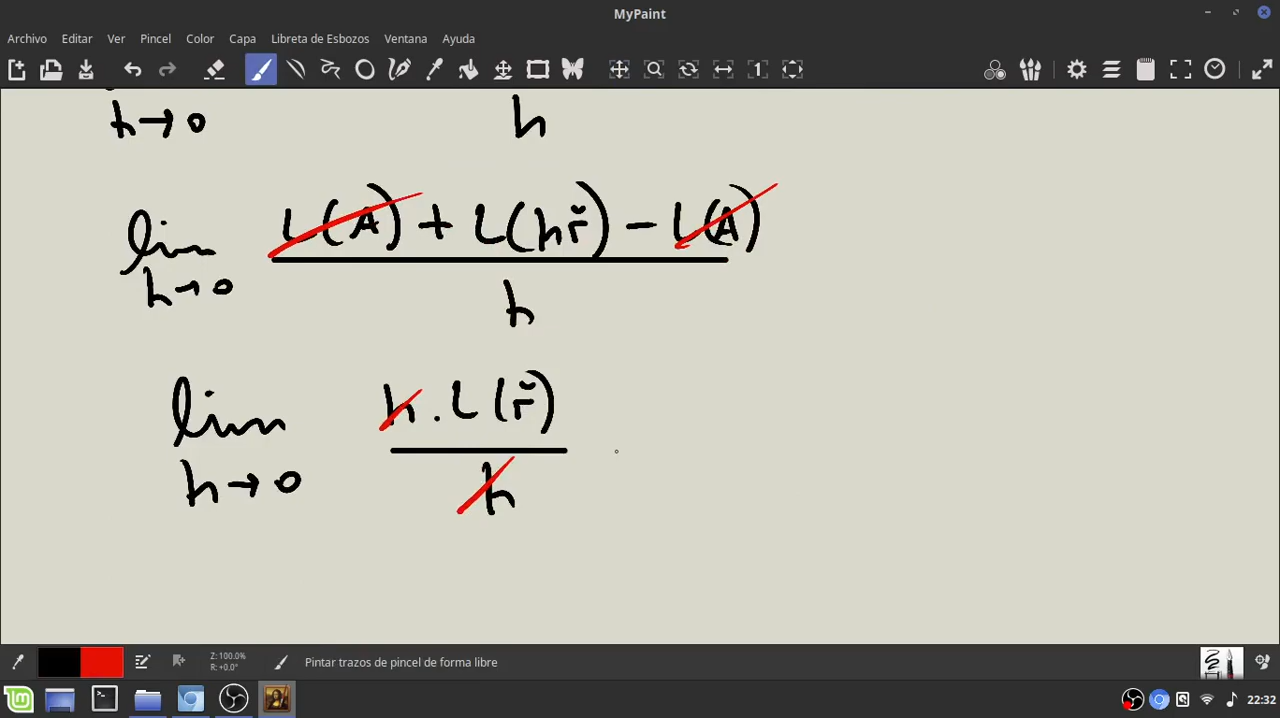 MyPaint
Archivo Editar Ver Pincel Color Capa Libreta de Esbozos Ventana Ayuda
h→0 h
lim L(A) + L(hř) − L(A)
h→0 h
lim h . L(ř)
h→0 h
Z: 100.0%
R: +0.0°
Pintar trazos de pincel de forma libre
22:32